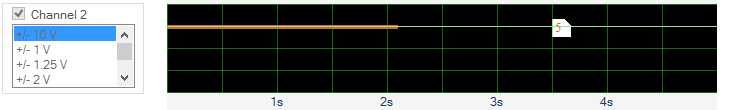 Channel 2
+/- 10 V
+/- 1 V
+/- 1.25 V
+/- 2 V
5
1s 2s 3s 4s